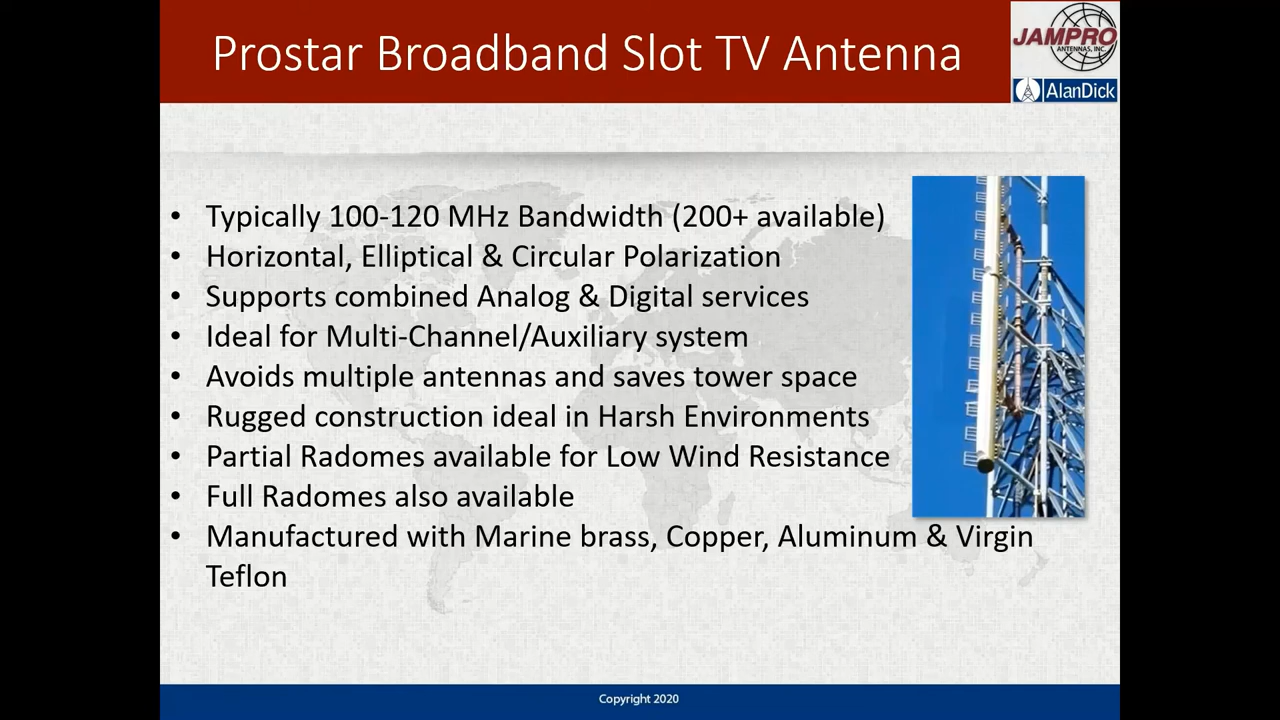 Prostar Broadband Slot TV Antenna
JAMPRO
ANTENNAS, INC.
AlanDick
• Typically 100-120 MHz Bandwidth (200+ available)
• Horizontal, Elliptical & Circular Polarization
• Supports combined Analog & Digital services
• Ideal for Multi-Channel/Auxiliary system
• Avoids multiple antennas and saves tower space
• Rugged construction ideal in Harsh Environments
• Partial Radomes available for Low Wind Resistance
• Full Radomes also available
• Manufactured with Marine brass, Copper, Aluminum & Virgin
Teflon
Copyright 2020